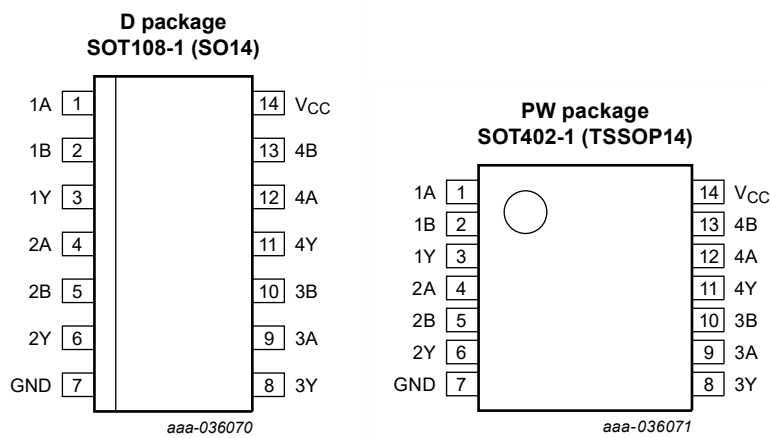 D package
SOT108-1 (SO14)
1A 1 14 VCC
1B 2 13 4B
1Y 3 12 4A
2A 4 11 4Y
2B 5 10 3B
2Y 6 9 3A
GND 7 8 3Y
aaa-036070
PW package
SOT402-1 (TSSOP14)
1A 1 14 VCC
1B 2 13 4B
1Y 3 12 4A
2A 4 11 4Y
2B 5 10 3B
2Y 6 9 3A
GND 7 8 3Y
aaa-036071